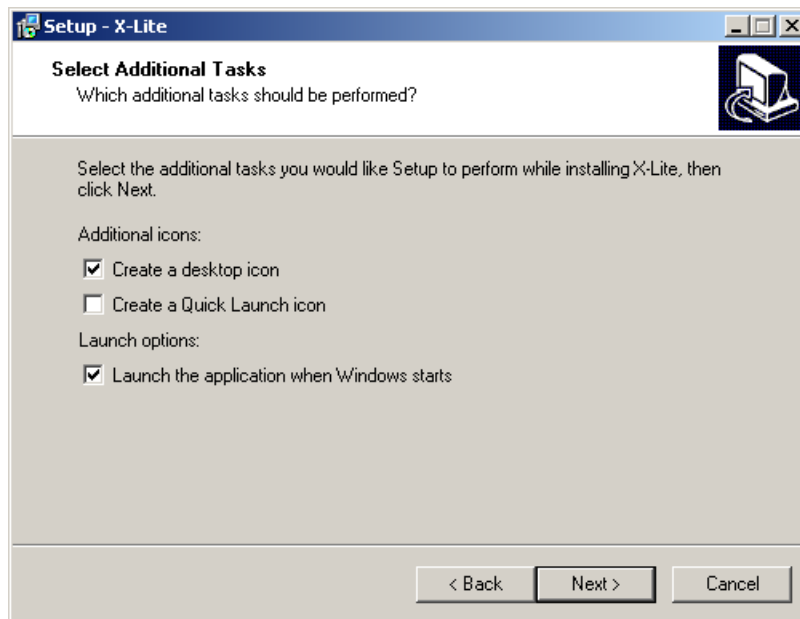 Setup - X-Lite
Select Additional Tasks
Which additional tasks should be performed?
Select the additional tasks you would like Setup to perform while installing X-Lite, then
click Next.
Additional icons:
Create a desktop icon
Create a Quick Launch icon
Launch options:
Launch the application when Windows starts
< Back Next > Cancel